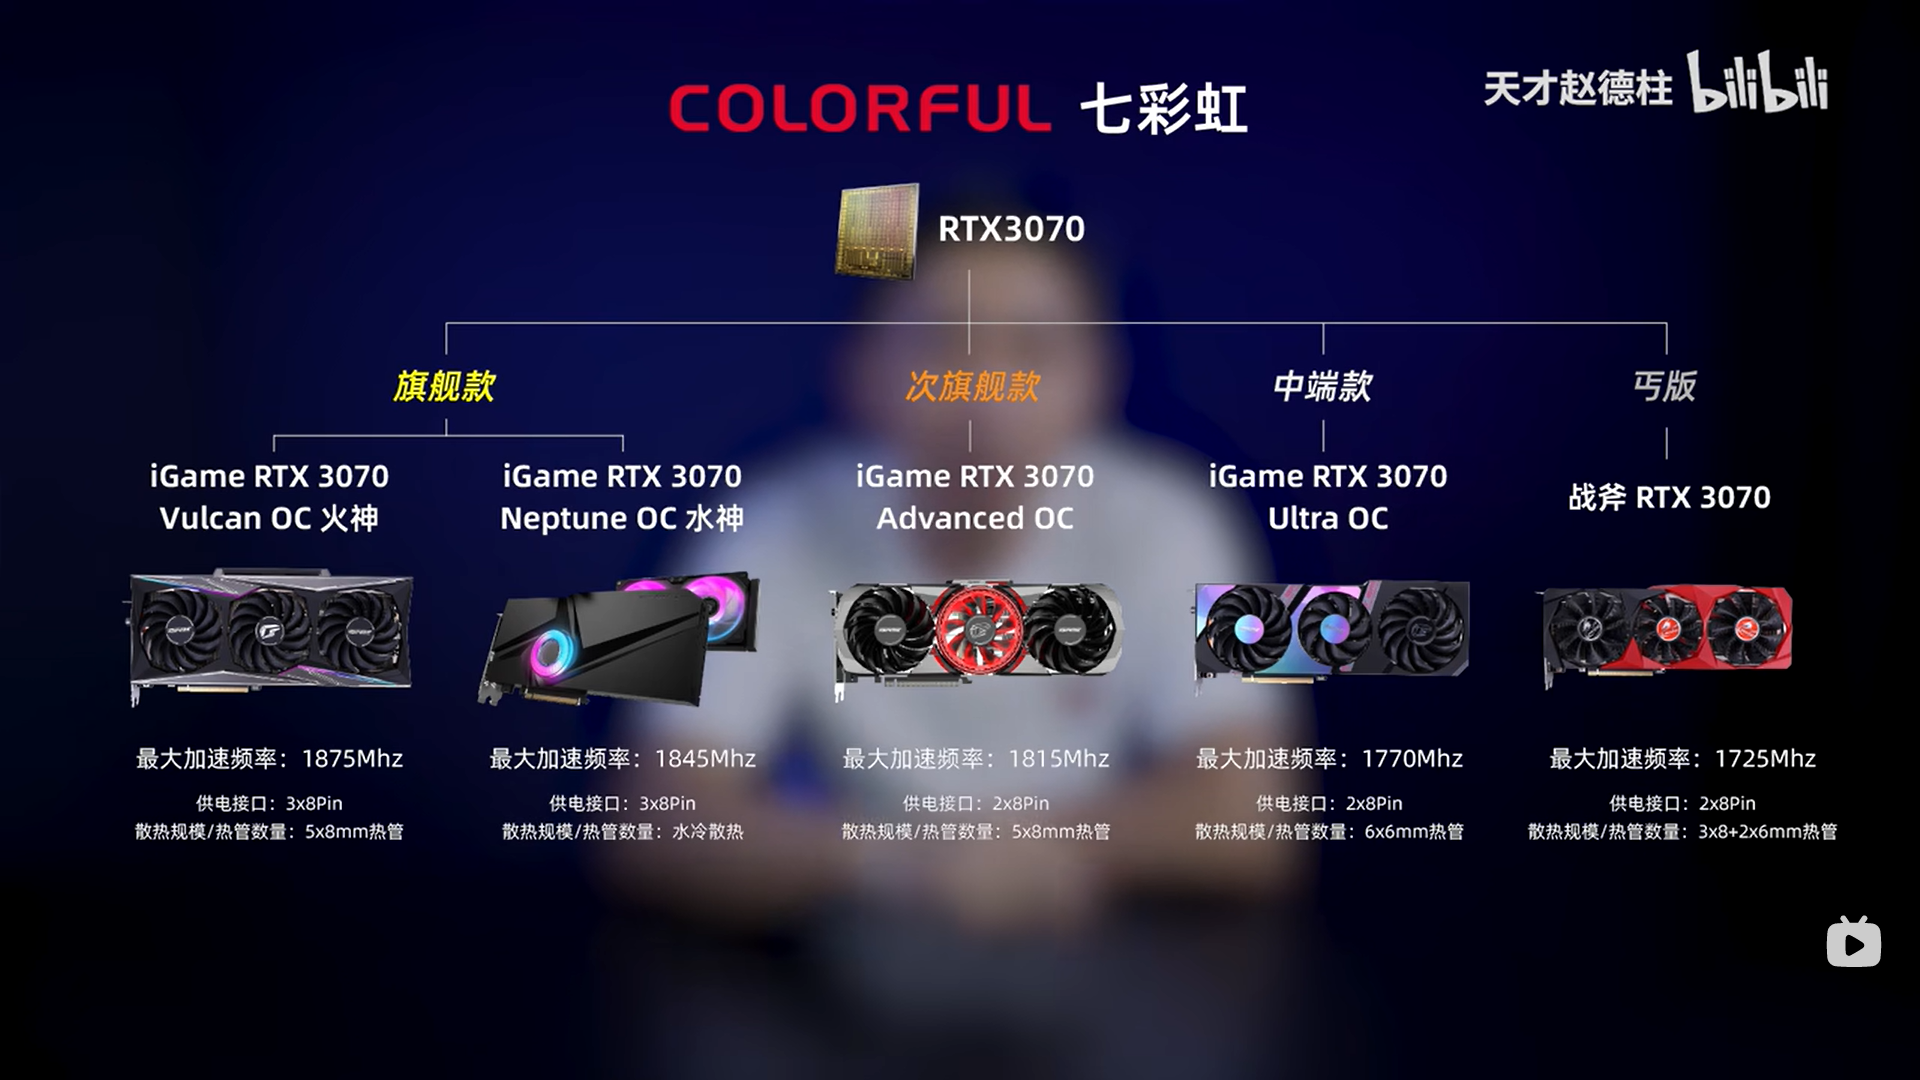 COLORFUL 七彩虹
天才赵德柱 bilibili
RTX3070
旗舰款
次旗舰款
中端款
丐版
iGame RTX 3070
Vulcan OC 火神
iGame RTX 3070
Neptune OC 水神
iGame RTX 3070
Advanced OC
iGame RTX 3070
Ultra OC
战斧 RTX 3070
最大加速频率：1875Mhz
供电接口：3x8Pin
散热规模/热管数量：5x8mm热管
最大加速频率：1845Mhz
供电接口：3x8Pin
散热规模/热管数量：水冷散热
最大加速频率：1815Mhz
供电接口：2x8Pin
散热规模/热管数量：5x8mm热管
最大加速频率：1770Mhz
供电接口：2x8Pin
散热规模/热管数量：6x6mm热管
最大加速频率：1725Mhz
供电接口：2x8Pin
散热规模/热管数量：3x8+2x6mm热管